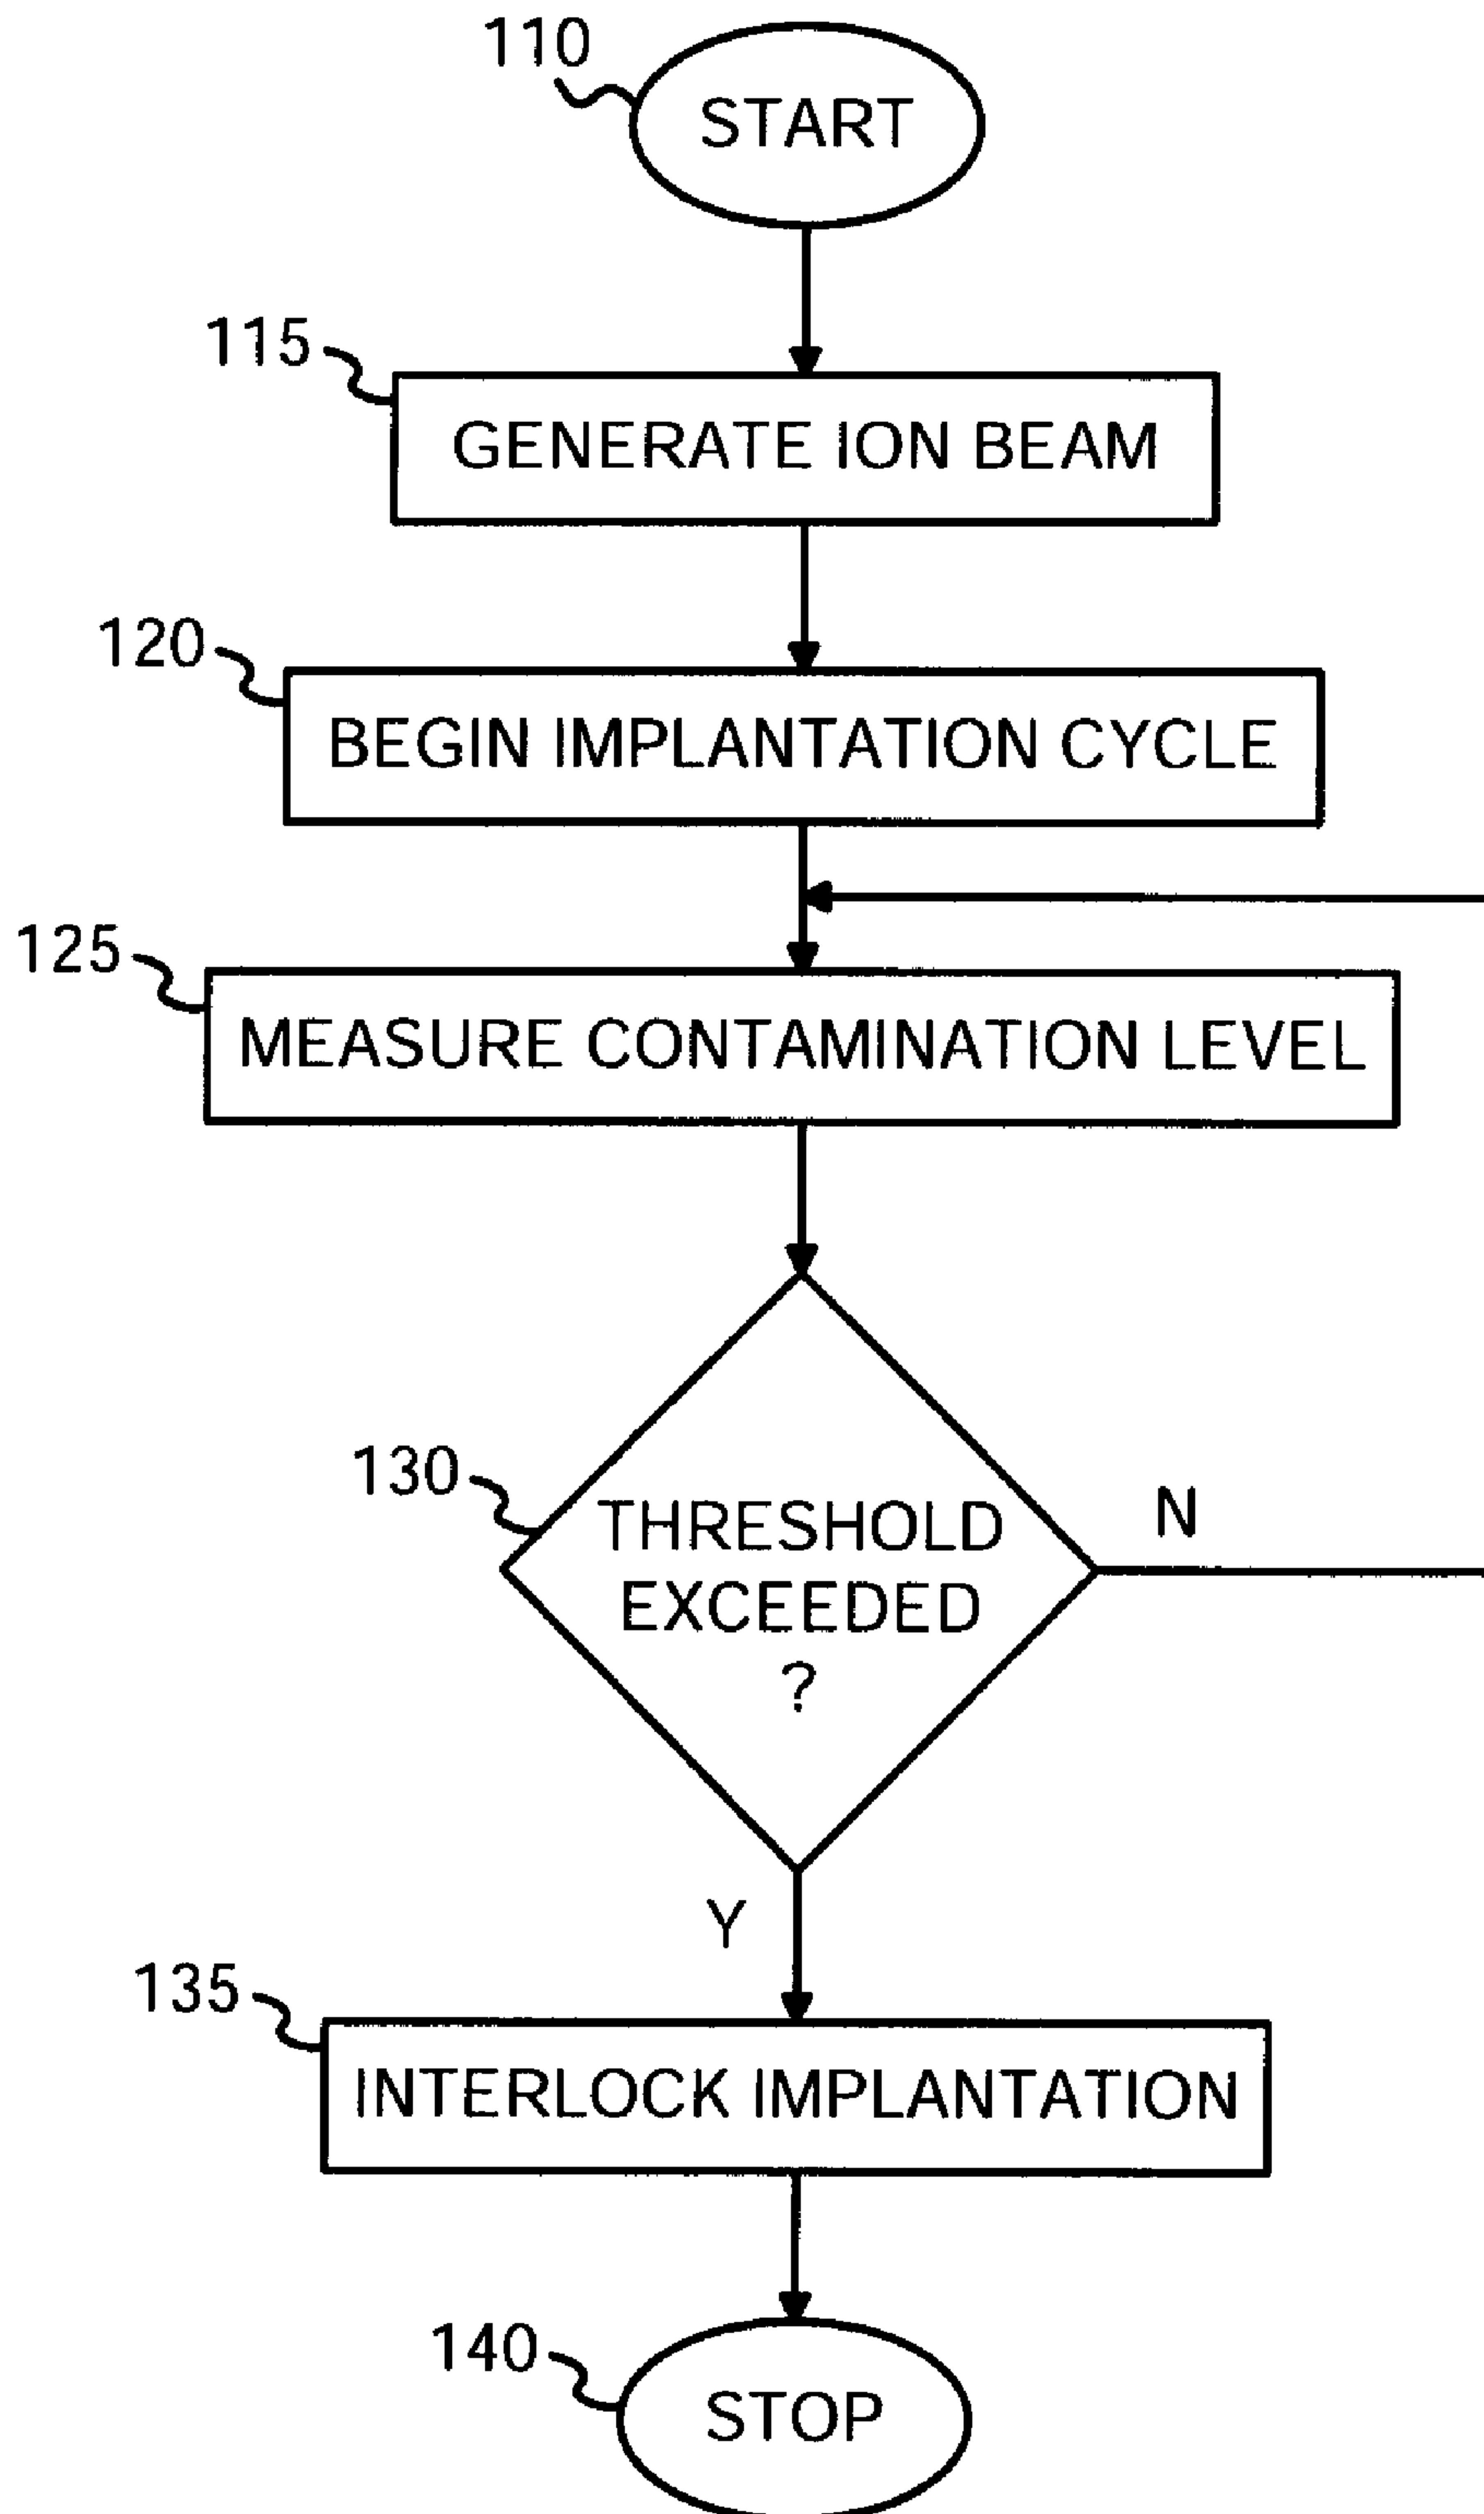 110
START
115
GENERATE ION BEAM
120
BEGIN IMPLANTATION CYCLE
125
MEASURE CONTAMINATION LEVEL
130
THRESHOLD
EXCEEDED
?
N
Y
135
INTERLOCK IMPLANTATION
140
STOP